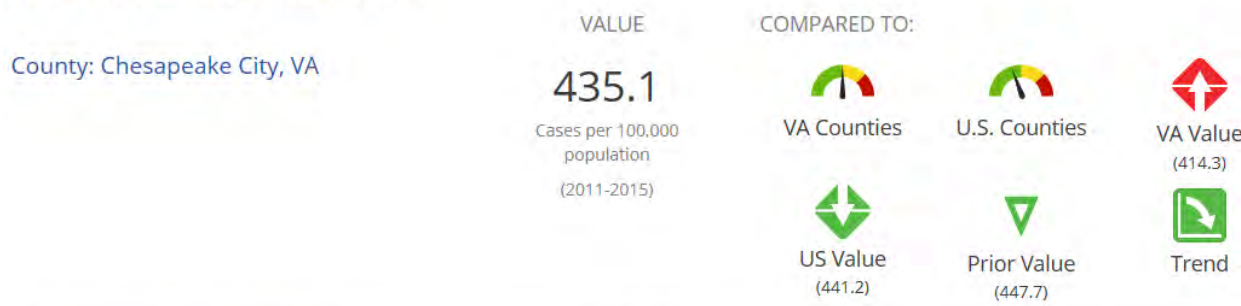 VALUE
COMPARED TO:
County: Chesapeake City, VA
435.1
Cases per 100,000
population
(2011-2015)
VA Counties
U.S. Counties
VA Value
(414.3)
US Value
(441.2)
Prior Value
(447.7)
Trend